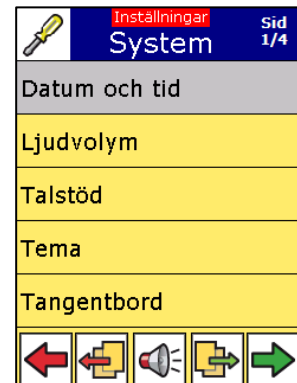 Inställningar
System
Sid
1/4
Datum och tid
Ljudvolym
Talstöd
Tema
Tangentbord